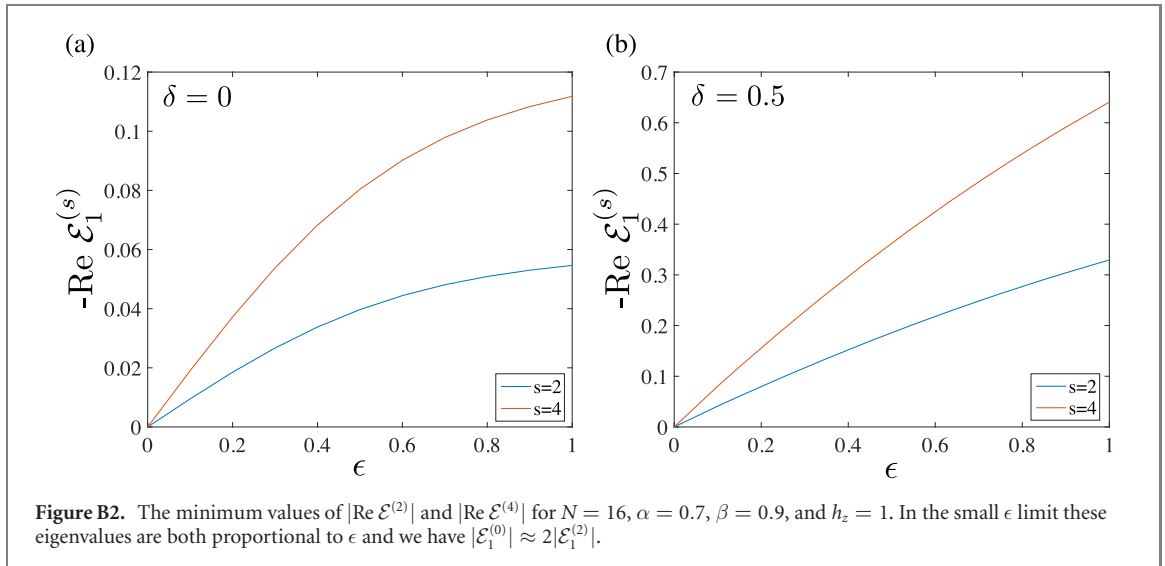 (a)
(b)
δ = 0
δ = 0.5
-Re ℰ₁⁽ˢ⁾
0.12
0.1
0.08
0.06
0.04
0.02
0
0 0.2 0.4 0.6 0.8 1
ϵ
s=2
s=4
-Re ℰ₁⁽ˢ⁾
0.7
0.6
0.5
0.4
0.3
0.2
0.1
0
0 0.2 0.4 0.6 0.8 1
ϵ
s=2
s=4
Figure B2. The minimum values of |Re ℰ⁽²⁾| and |Re ℰ⁽⁴⁾| for N = 16, α = 0.7, β = 0.9, and h_z = 1. In the small ϵ limit these
eigenvalues are both proportional to ϵ and we have |ℰ₁⁽⁰⁾| ≈ 2|ℰ₁⁽²⁾|.